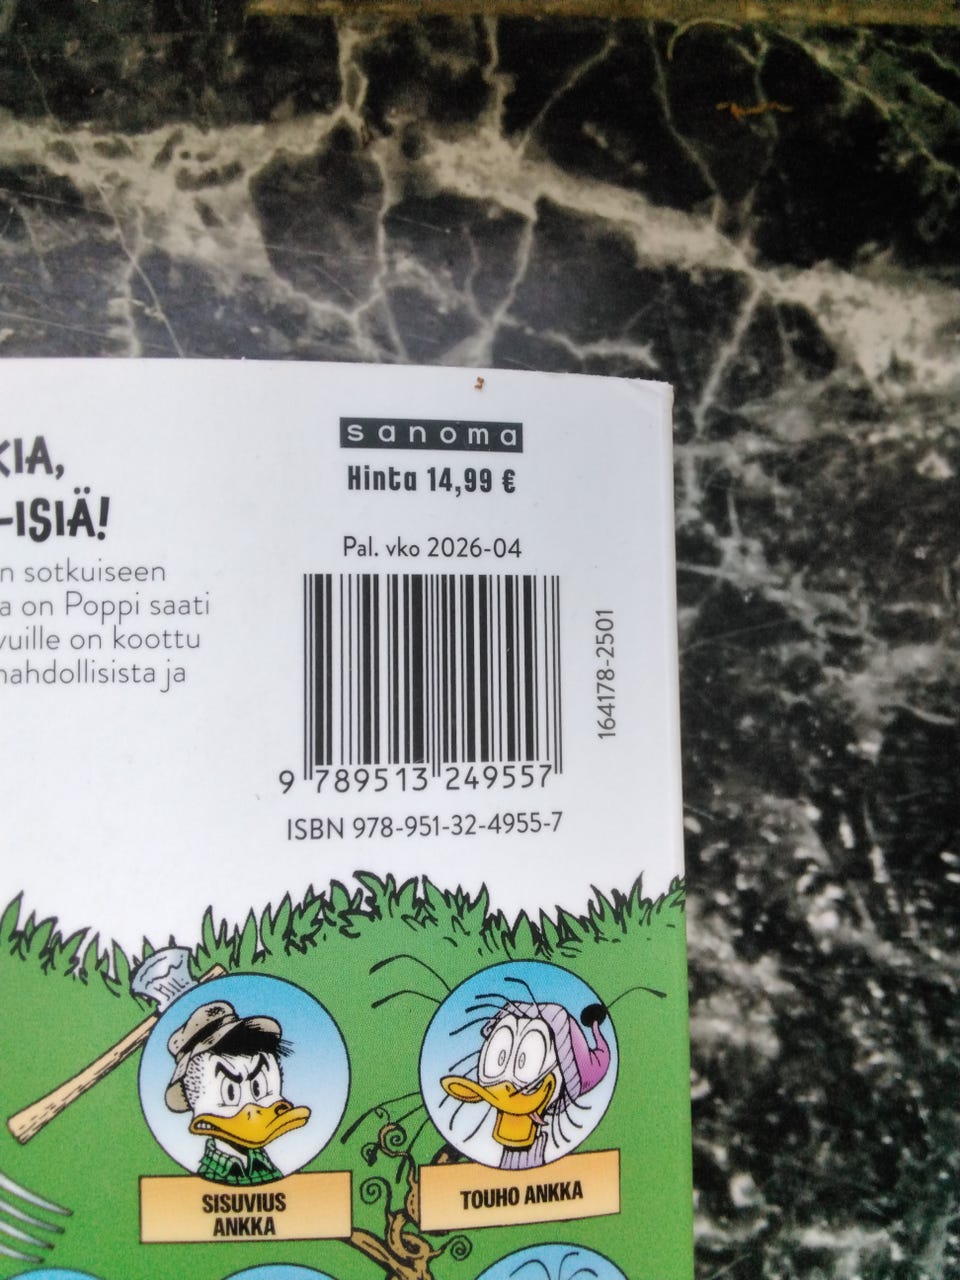 KIA,
-ISIÄ!
n sotkuiseen
a on Poppi saati
vuille on koottu
mahdollisista ja
sanoma
Hinta 14,99 €
Pal. vko 2026-04
9 789513 249557
ISBN 978-951-32-4955-7
164178-2501
SISUVIUS
ANKKA
TOUHO ANKKA